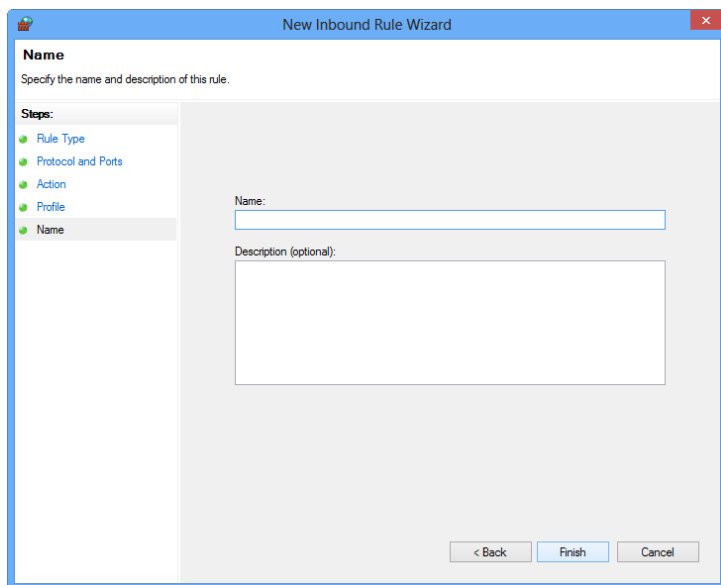 New Inbound Rule Wizard
Name
Specify the name and description of this rule.
Steps:
Rule Type
Protocol and Ports
Action
Profile
Name
Name:
Description (optional):
< Back
Finish
Cancel